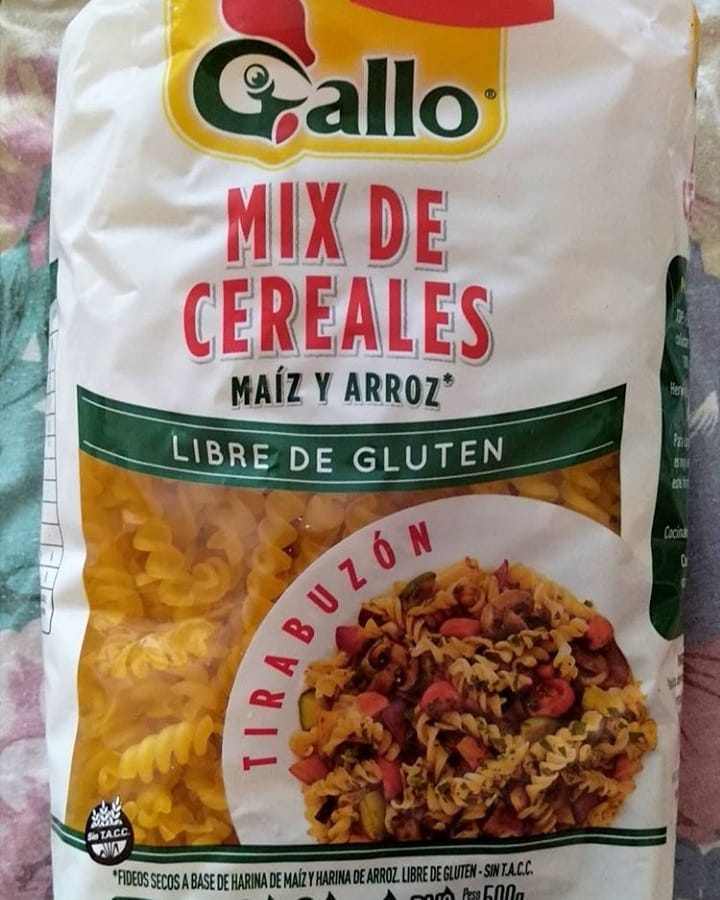 Gallo®
MIX DE
CEREALES
MAÍZ Y ARROZ*
LIBRE DE GLUTEN
TIRABUZÓN
Sin T.A.C.C.
*FIDEOS SECOS A BASE DE HARINA DE MAÍZ Y HARINA DE ARROZ. LIBRE DE GLUTEN - SIN T.A.C.C.
Peso 500g